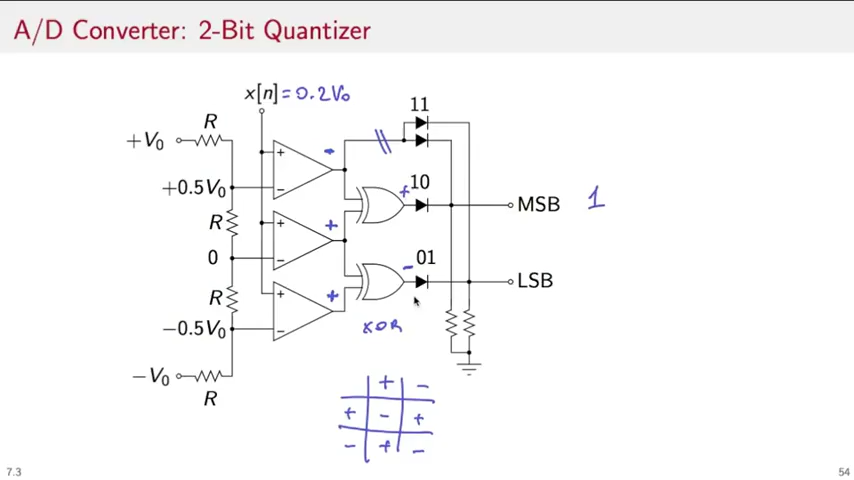 A/D Converter: 2-Bit Quantizer
x[n] = 0.2V₀
R
11
+V₀
-
+
−
+0.5V₀
+
10
MSB
1
R
+
+
−
0
-
01
LSB
R
+
+
−
−V₀
−0.5V₀
XOR
R
+ -
+ - +
- + -
7.3
54